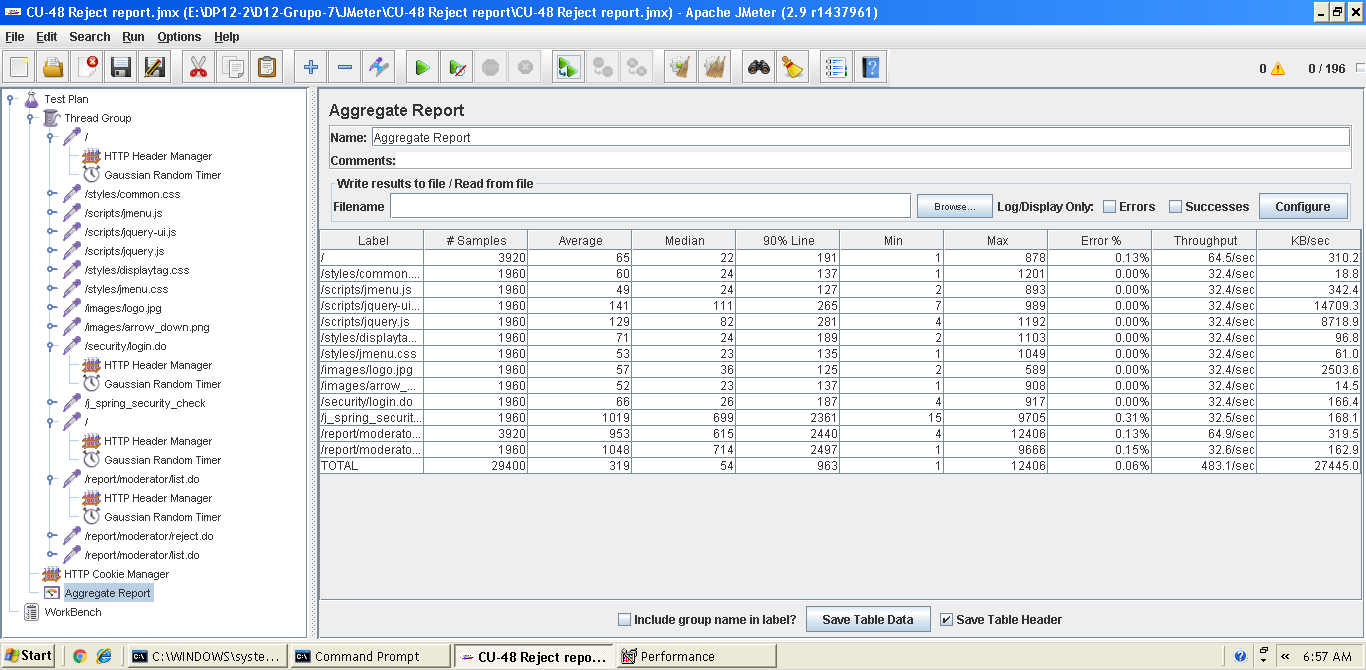 CU-48 Reject report.jmx (E:\DP12-2\D12-Grupo-7\JMeter\CU-48 Reject report\CU-48 Reject report.jmx) - Apache JMeter (2.9 r1437961)
File Edit Search Run Options Help
0 0 / 196
Test Plan
Thread Group
/
HTTP Header Manager
Gaussian Random Timer
/styles/common.css
/scripts/jmenu.js
/scripts/jquery-ui.js
/scripts/jquery.js
/styles/displaytag.css
/styles/jmenu.css
/images/logo.jpg
/images/arrow_down.png
/security/login.do
HTTP Header Manager
Gaussian Random Timer
/j_spring_security_check
/
HTTP Header Manager
Gaussian Random Timer
/report/moderator/list.do
HTTP Header Manager
Gaussian Random Timer
/report/moderator/reject.do
/report/moderator/list.do
HTTP Cookie Manager
Aggregate Report
WorkBench
Aggregate Report
Name: Aggregate Report
Comments:
Write results to file / Read from file
Filename Browse... Log/Display Only: Errors Successes Configure
Label # Samples Average Median 90% Line Min Max Error % Throughput KB/sec
/ 3920 65 22 191 1 878 0.13% 64.5/sec 310.2
/styles/common.... 1960 60 24 137 1 1201 0.00% 32.4/sec 18.8
/scripts/jmenu.js 1960 49 24 127 2 893 0.00% 32.4/sec 342.4
/scripts/jquery-ui... 1960 141 111 265 7 989 0.00% 32.4/sec 14709.3
/scripts/jquery.js 1960 129 82 281 4 1192 0.00% 32.4/sec 8718.9
/styles/displayta... 1960 71 24 189 2 1103 0.00% 32.4/sec 96.8
/styles/jmenu.css 1960 53 23 135 1 1049 0.00% 32.4/sec 61.0
/images/logo.jpg 1960 57 36 125 2 589 0.00% 32.4/sec 2503.6
/images/arrow_... 1960 52 23 137 1 908 0.00% 32.4/sec 14.5
/security/login.do 1960 66 26 187 4 917 0.00% 32.4/sec 166.4
/j_spring_securit... 1960 1019 699 2361 15 9705 0.31% 32.5/sec 168.1
/report/moderato... 3920 953 615 2440 4 12406 0.13% 64.9/sec 319.5
/report/moderato... 1960 1048 714 2497 1 9666 0.15% 32.6/sec 162.9
TOTAL 29400 319 54 963 1 12406 0.06% 483.1/sec 27445.0
Include group name in label? Save Table Data Save Table Header
Start C:\WINDOWS\syste... Command Prompt CU-48 Reject repo... Performance 6:57 AM